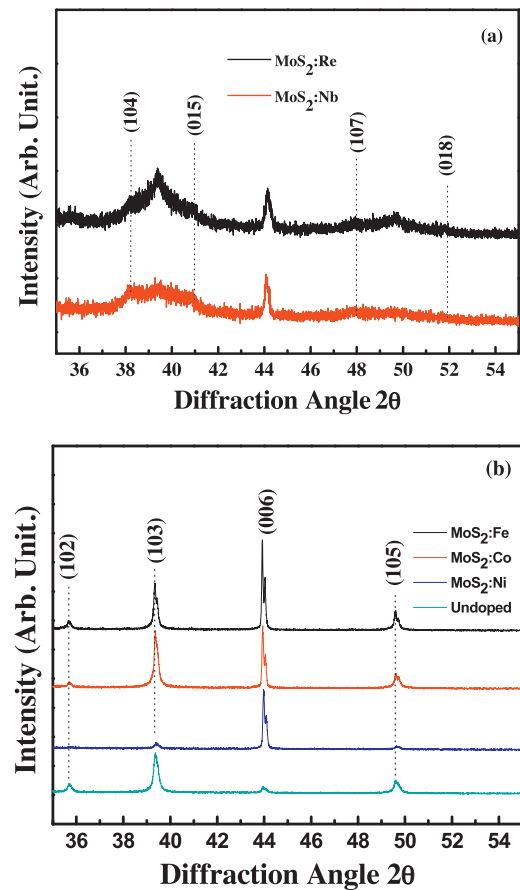 (a)
MoS2:Re
MoS2:Nb
(104)
(015)
(107)
(018)
Intensity (Arb. Unit.)
36 38 40 42 44 46 48 50 52 54
Diffraction Angle 2θ
(b)
(102)
(103)
(006)
(105)
MoS2:Fe
MoS2:Co
MoS2:Ni
Undoped
Intensity (Arb. Unit.)
36 38 40 42 44 46 48 50 52 54
Diffraction Angle 2θ